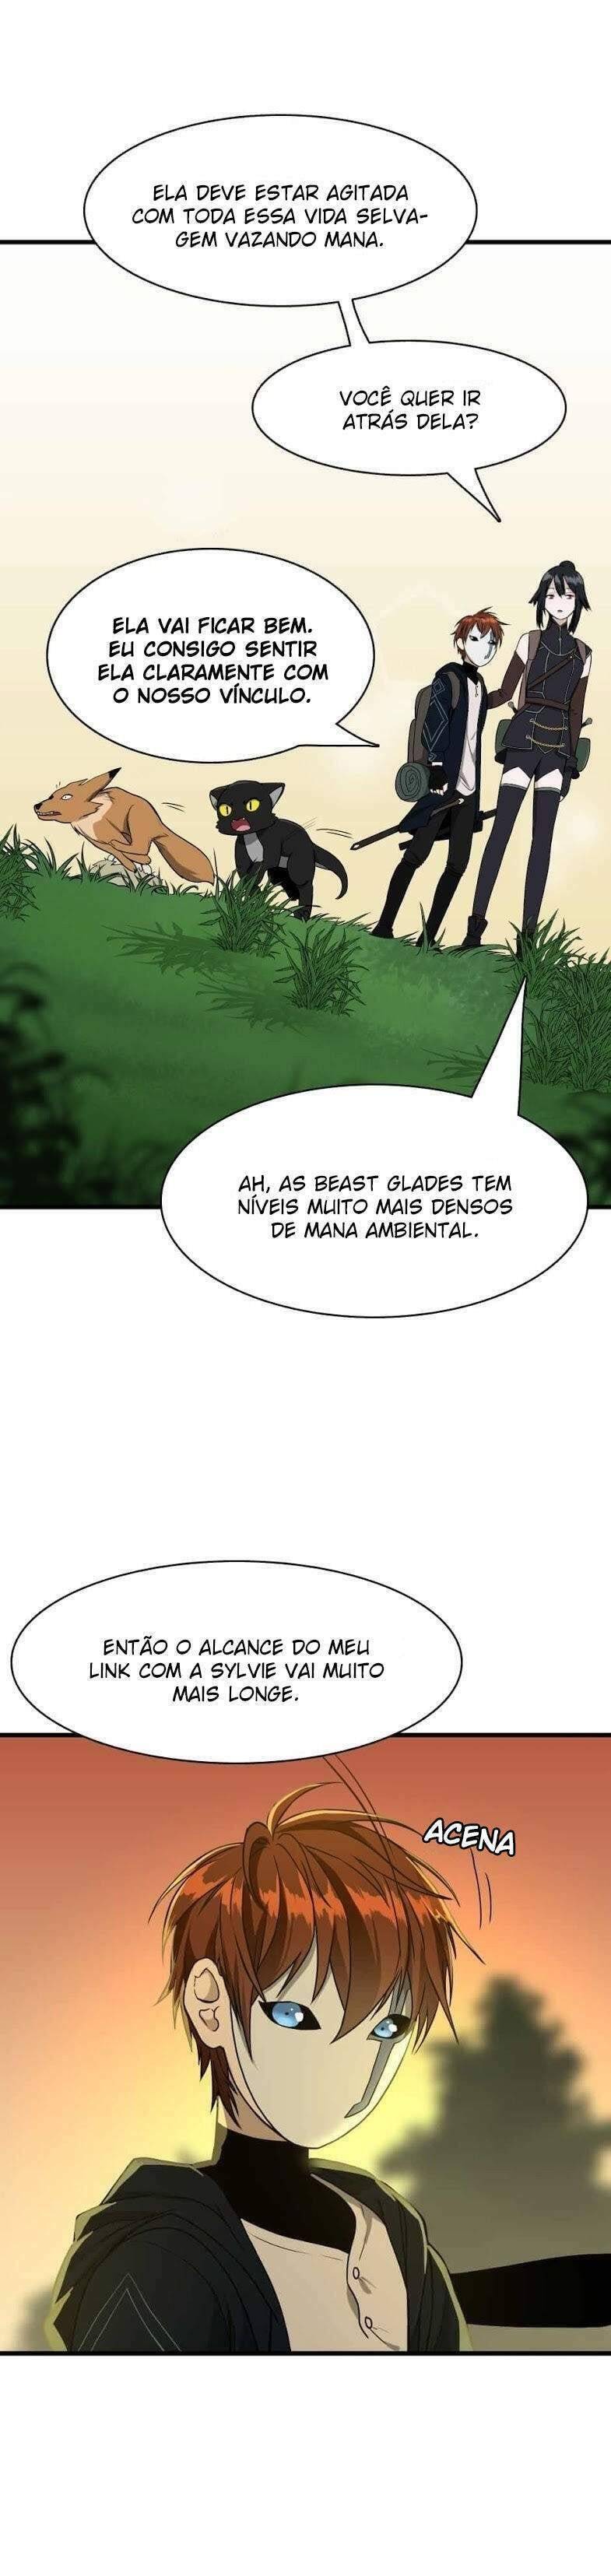 ELA DEVE ESTAR AGITADA
COM TODA ESSA VIDA SELVA-
GEM VAZANDO MANA.
VOCÊ QUER IR
ATRÁS DELA?
ELA VAI FICAR BEM.
EU CONSIGO SENTIR
ELA CLARAMENTE COM
O NOSSO VÍNCULO.
AH, AS BEAST GLADES TEM
NÍVEIS MUITO MAIS DENSOS
DE MANA AMBIENTAL.
ENTÃO O ALCANCE DO MEU
LINK COM A SYLVIE VAI MUITO
MAIS LONGE.
ACENA